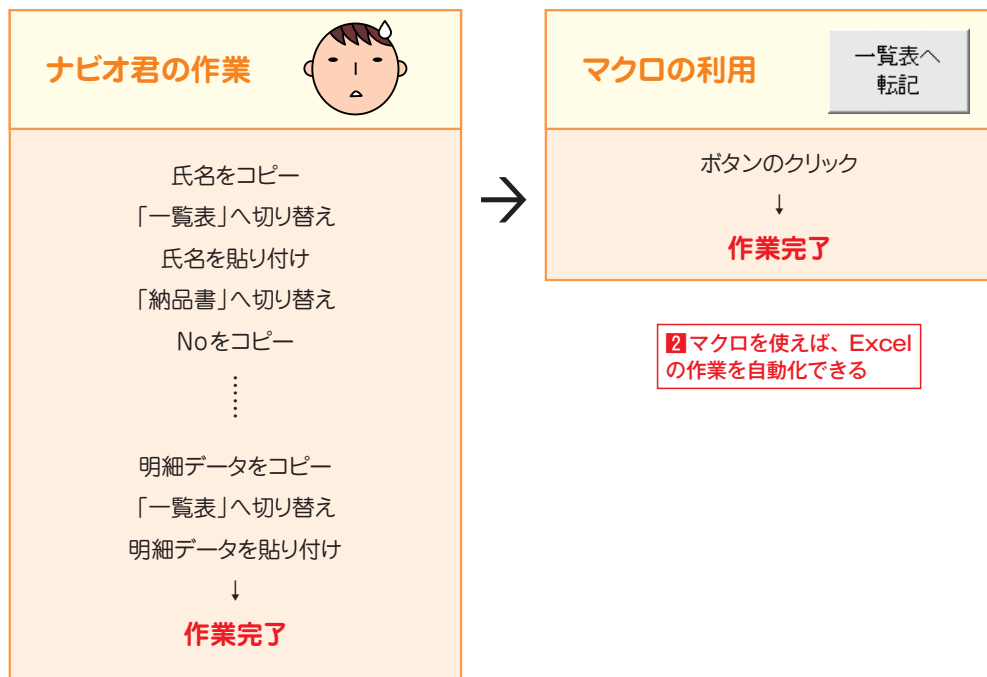 ナビオ君の作業
氏名をコピー
「一覧表」へ切り替え
氏名を貼り付け
「納品書」へ切り替え
Noをコピー
⋮
明細データをコピー
「一覧表」へ切り替え
明細データを貼り付け
↓
作業完了
→
マクロの利用
一覧表へ
転記
ボタンのクリック
↓
作業完了
2 マクロを使えば、Excel
の作業を自動化できる